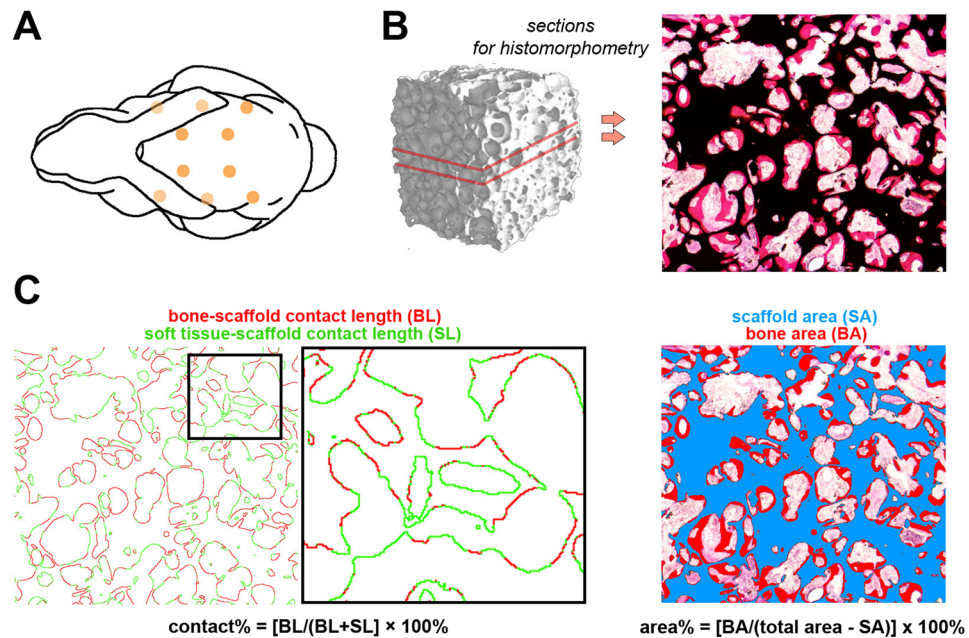 A
B
sections
for histomorphometry
C
bone-scaffold contact length (BL)
soft tissue-scaffold contact length (SL)
scaffold area (SA)
bone area (BA)
contact% = [BL/(BL+SL] × 100%
area% = [BA/(total area - SA)] x 100%